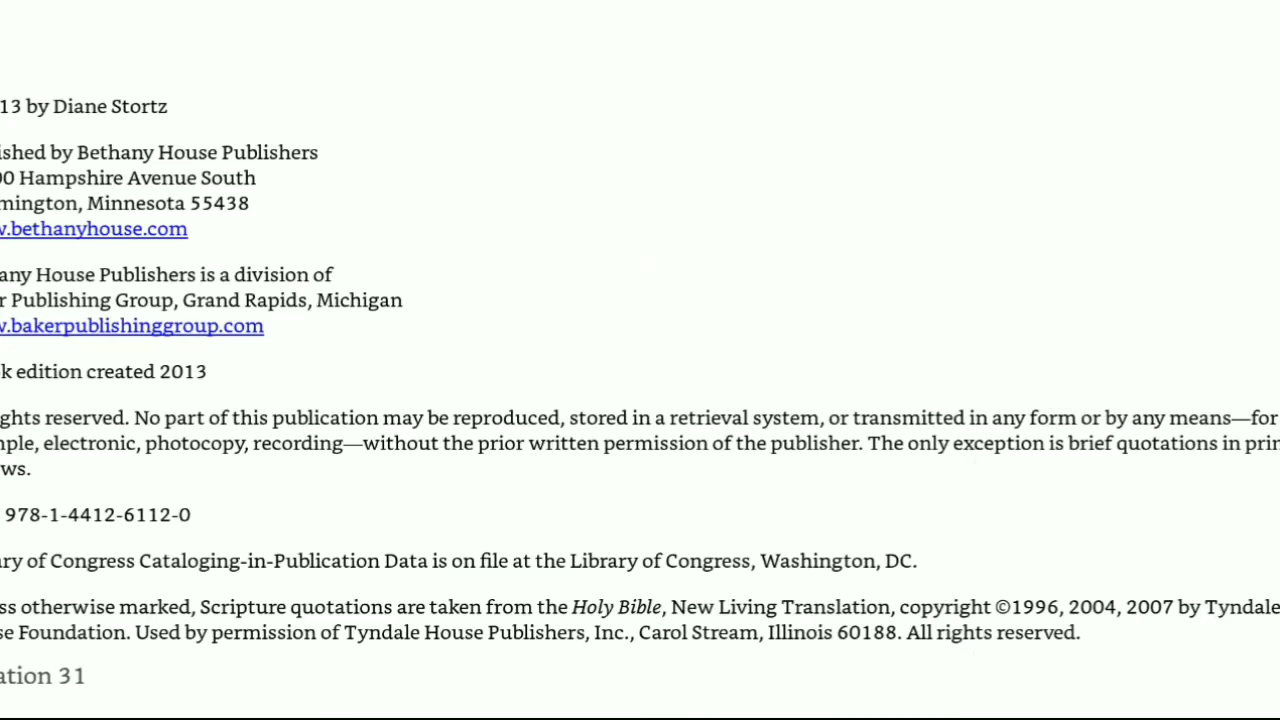 13 by Diane Stortz
ished by Bethany House Publishers
00 Hampshire Avenue South
mington, Minnesota 55438
w.bethanyhouse.com
any House Publishers is a division of
r Publishing Group, Grand Rapids, Michigan
w.bakerpublishinggroup.com
k edition created 2013
ghts reserved. No part of this publication may be reproduced, stored in a retrieval system, or transmitted in any form or by any means—for
nple, electronic, photocopy, recording—without the prior written permission of the publisher. The only exception is brief quotations in prin
ws.
978-1-4412-6112-0
ary of Congress Cataloging-in-Publication Data is on file at the Library of Congress, Washington, DC.
ss otherwise marked, Scripture quotations are taken from the Holy Bible, New Living Translation, copyright ©1996, 2004, 2007 by Tyndale
se Foundation. Used by permission of Tyndale House Publishers, Inc., Carol Stream, Illinois 60188. All rights reserved.
ation 31